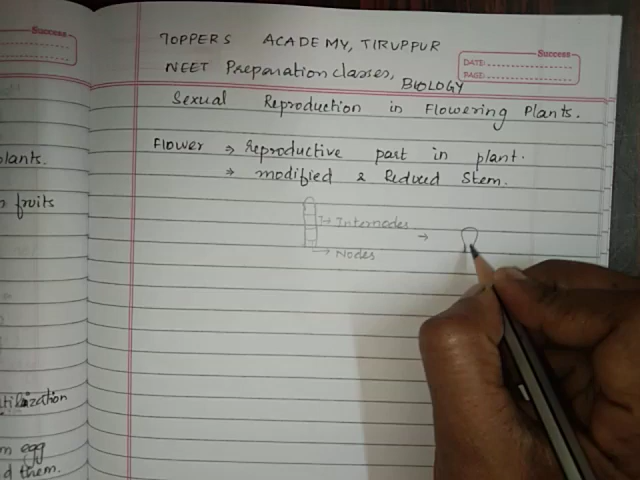 Success
TOPPERS ACADEMY, TIRUPPUR
Success
DATE:
PAGE:
NEET Preparation classes,
BIOLOGY
Sexual Reproduction in Flowering Plants.
Flower → Reproductive part in plant.
→ modified & Reduced Stem.
→ Internodes →
→ Nodes
plants.
fruits
egg
them.